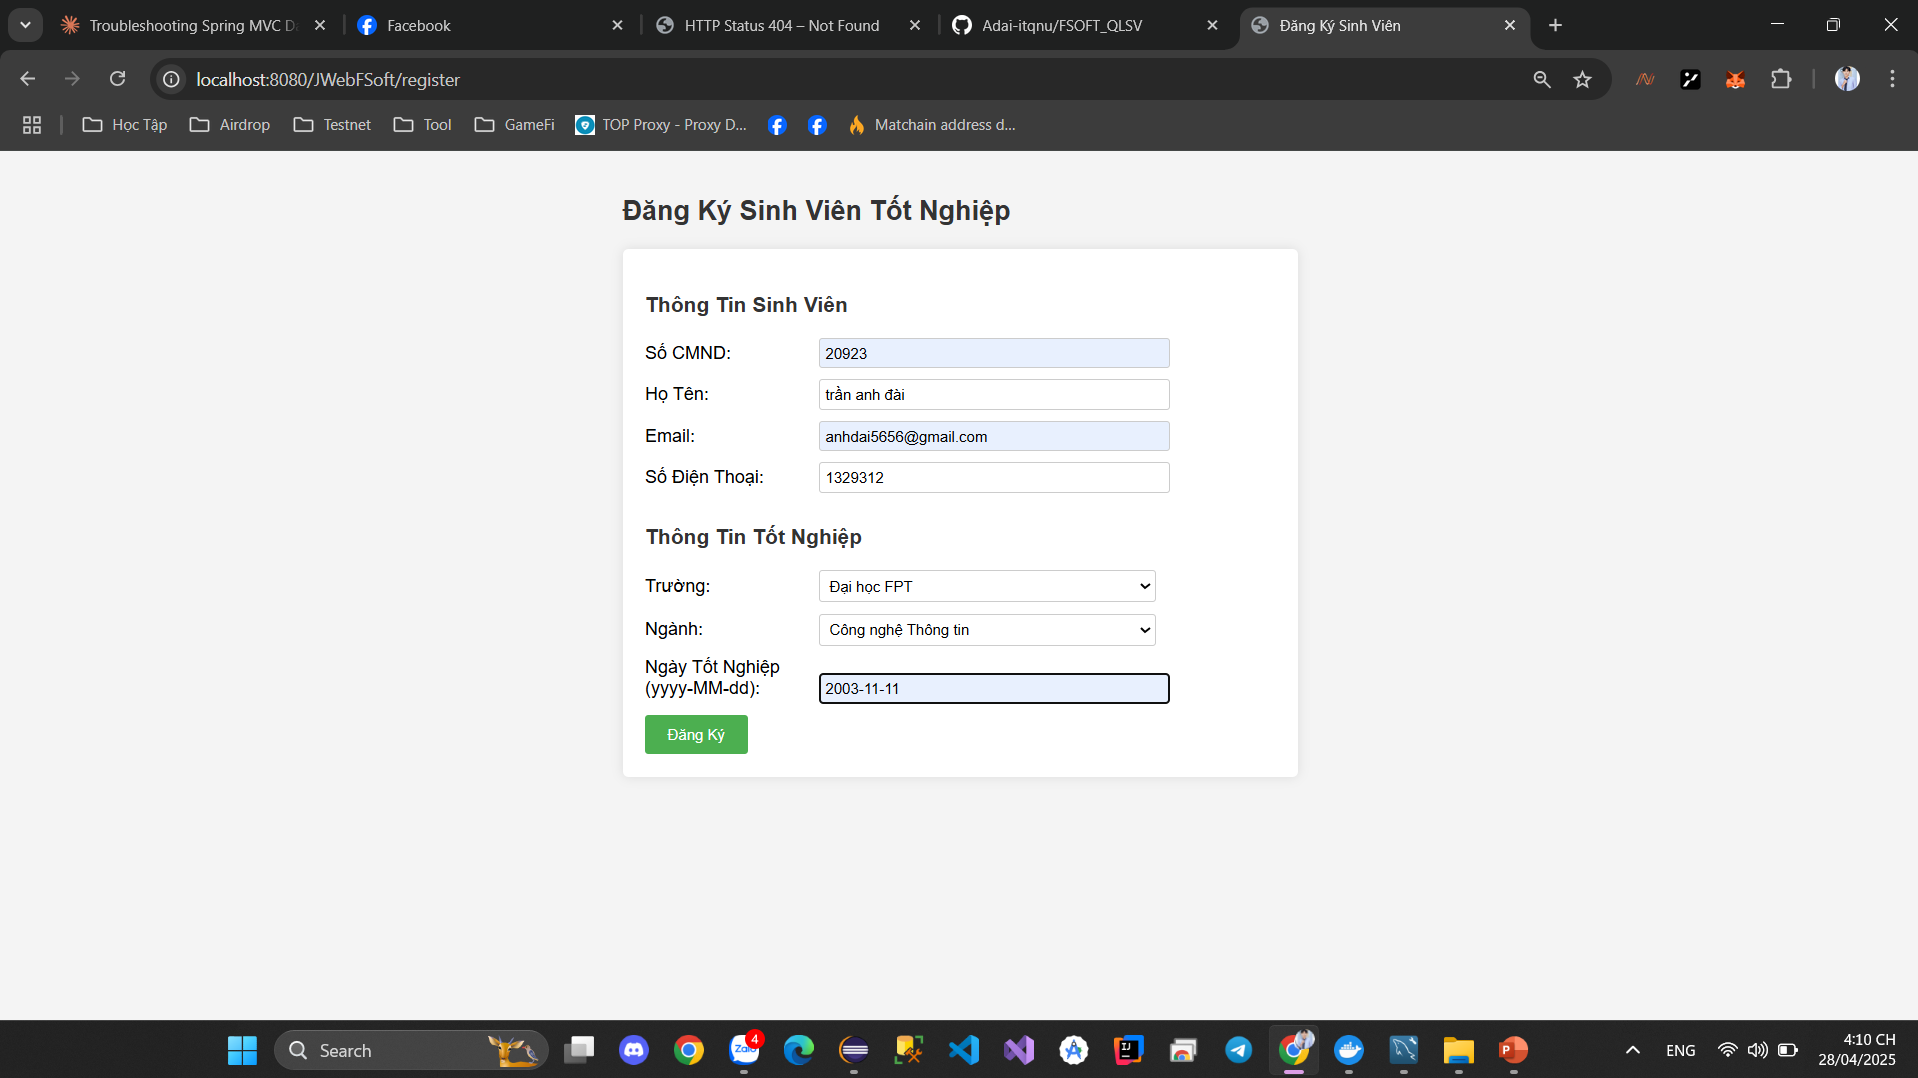 Troubleshooting Spring MVC D
Facebook
HTTP Status 404 – Not Found
Adai-itqnu/FSOFT_QLSV
Đăng Ký Sinh Viên
localhost:8080/JWebFSoft/register
Học Tập
Airdrop
Testnet
Tool
GameFi
TOP Proxy - Proxy D...
Matchain address d...
Đăng Ký Sinh Viên Tốt Nghiệp
Thông Tin Sinh Viên
Số CMND: 20923
Họ Tên: trần anh đài
Email: anhdai5656@gmail.com
Số Điện Thoại: 1329312
Thông Tin Tốt Nghiệp
Trường: Đại học FPT
Ngành: Công nghệ Thông tin
Ngày Tốt Nghiệp
(yyyy-MM-dd): 2003-11-11
Đăng Ký
Search
Zalo
4
IJ
P
ENG
4:10 CH
28/04/2025